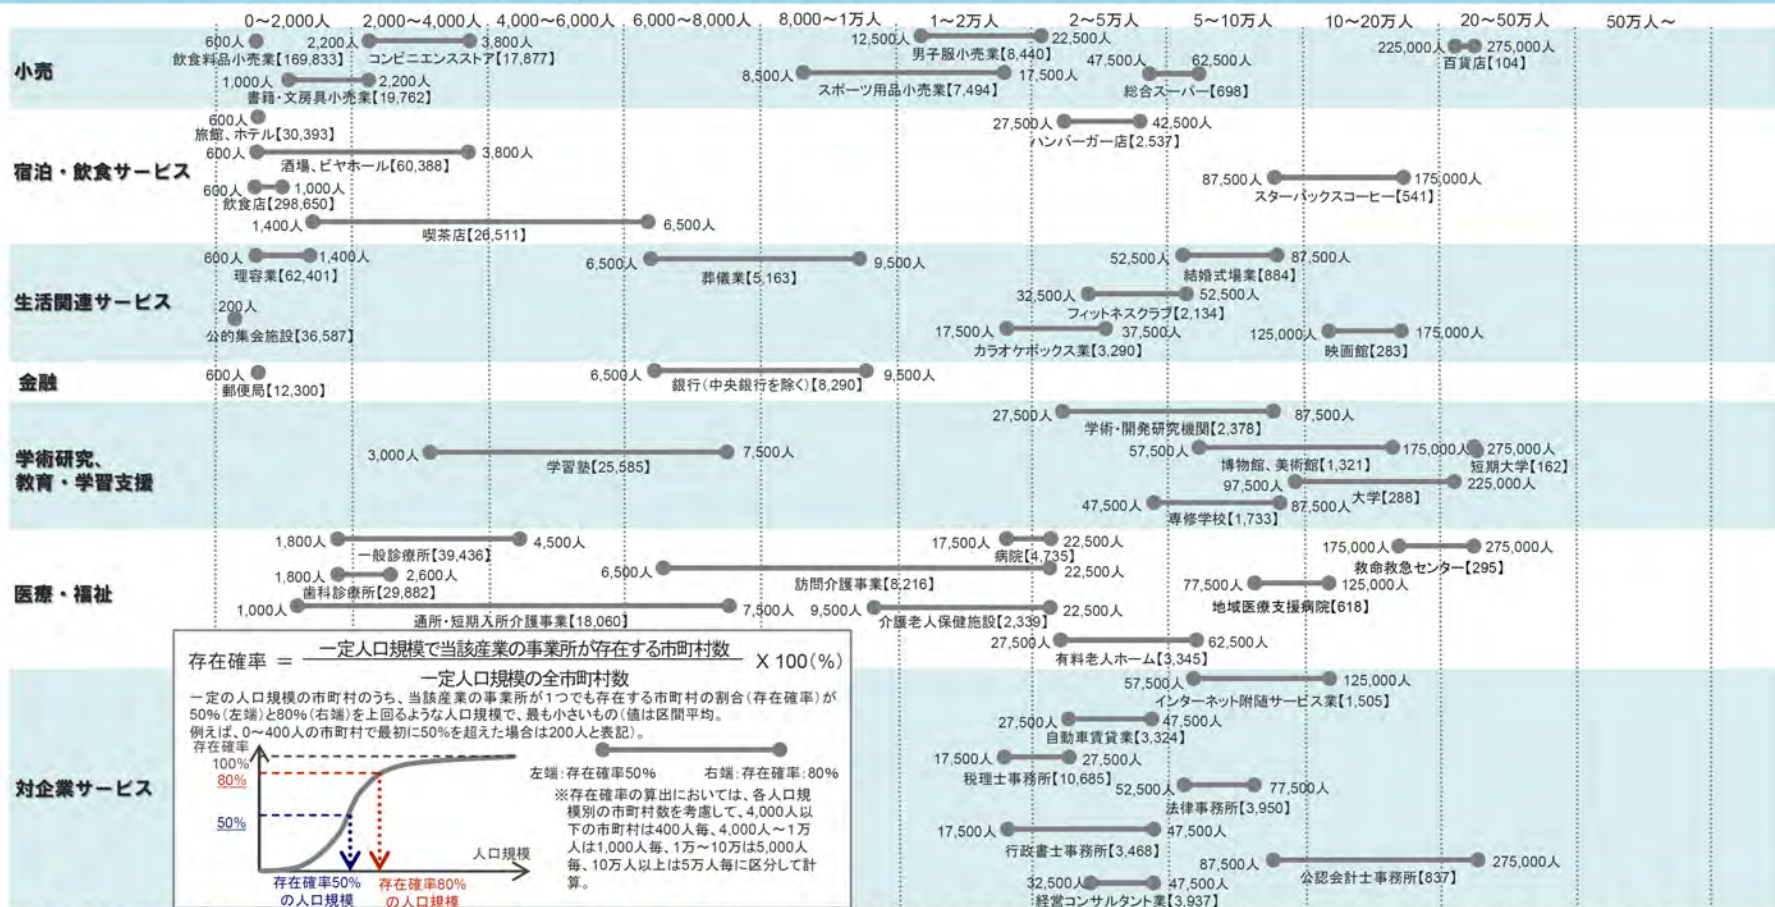 0～2,000人 2,000～4,000人 4,000～6,000人 6,000～8,000人 8,000～1万人 1～2万人 2～5万人 5～10万人 10～20万人 20～50万人 50万人～
小売
600人 2,200人 3,800人 12,500人 22,500人 225,000人 275,000人
飲食料品小売業【169,833】 コンビニエンスストア【17,877】 男子服小売業【8,440】 百貨店【104】
47,500人 62,500人
1,000人 2,200人 8,500人 17,500人
書籍・文房具小売業【19,762】 スポーツ用品小売業【7,494】 総合スーパー【698】
宿泊・飲食サービス
600人 27,500人 42,500人
旅館、ホテル【30,393】 ハンバーガー店【2,537】
600人 3,800人
酒場、ビヤホール【60,388】
600人 1,000人 87,500人 175,000人
飲食店【298,650】 スターバックスコーヒー【541】
1,400人 6,500人
喫茶店【26,511】
生活関連サービス
600人 1,400人 6,500人 9,500人 52,500人 87,500人
理容業【62,401】 葬儀業【5,163】 結婚式場業【884】
32,500人 52,500人
200人 フィットネスクラブ【2,134】
公的集会施設【36,587】 17,500人 37,500人 125,000人 175,000人
カラオケボックス業【3,290】 映画館【283】
金融
600人 6,500人 9,500人
郵便局【12,300】 銀行(中央銀行を除く)【8,290】
学術研究、
教育・学習支援
27,500人 87,500人
学術・開発研究機関【2,378】
3,000人 7,500人 57,500人 175,000人 275,000人
学習塾【25,585】 博物館、美術館【1,321】 短期大学【162】
97,500人 225,000人
大学【288】
47,500人 87,500人
専修学校【1,733】
医療・福祉
1,800人 4,500人 17,500人 22,500人 175,000人 275,000人
一般診療所【39,436】 病院【4,735】 救命救急センター【295】
1,800人 2,600人 6,500人 22,500人 77,500人 125,000人
歯科診療所【29,882】 訪問介護事業【8,216】 地域医療支援病院【618】
1,000人 7,500人 9,500人 22,500人
通所・短期入所介護事業【18,060】 介護老人保健施設【2,339】
27,500人 62,500人
有料老人ホーム【3,345】
対企業サービス
57,500人 125,000人
インターネット附随サービス業【1,505】
27,500人 47,500人
自動車賃貸業【3,324】
17,500人 27,500人
税理士事務所【10,685】
52,500人 77,500人
法律事務所【3,950】
17,500人 47,500人
行政書士事務所【3,468】
87,500人 275,000人
公認会計士事務所【837】
32,500人 47,500人
経営コンサルタント業【3,937】
存在確率 = 一定人口規模で当該産業の事業所が存在する市町村数 X 100(%)
一定人口規模の全市町村数
一定の人口規模の市町村のうち、当該産業の事業所が1つでも存在する市町村の割合(存在確率)が
50%(左端)と80%(右端)を上回るような人口規模で、最も小さいもの(値は区間平均。
例えば、0～400人の市町村で最初に50%を超えた場合は200人と表記)。
存在確率
100%
80%
50%
人口規模
存在確率50%
の人口規模
存在確率80%
の人口規模
左端:存在確率50% 右端:存在確率:80%
※存在確率の算出においては、各人口規
模別の市町村数を考慮して、4,000人以
下の市町村は400人毎、4,000人～1万
人は1,000人毎、1万～10万は5,000人
毎、10万人以上は5万人毎に区分して計
算。